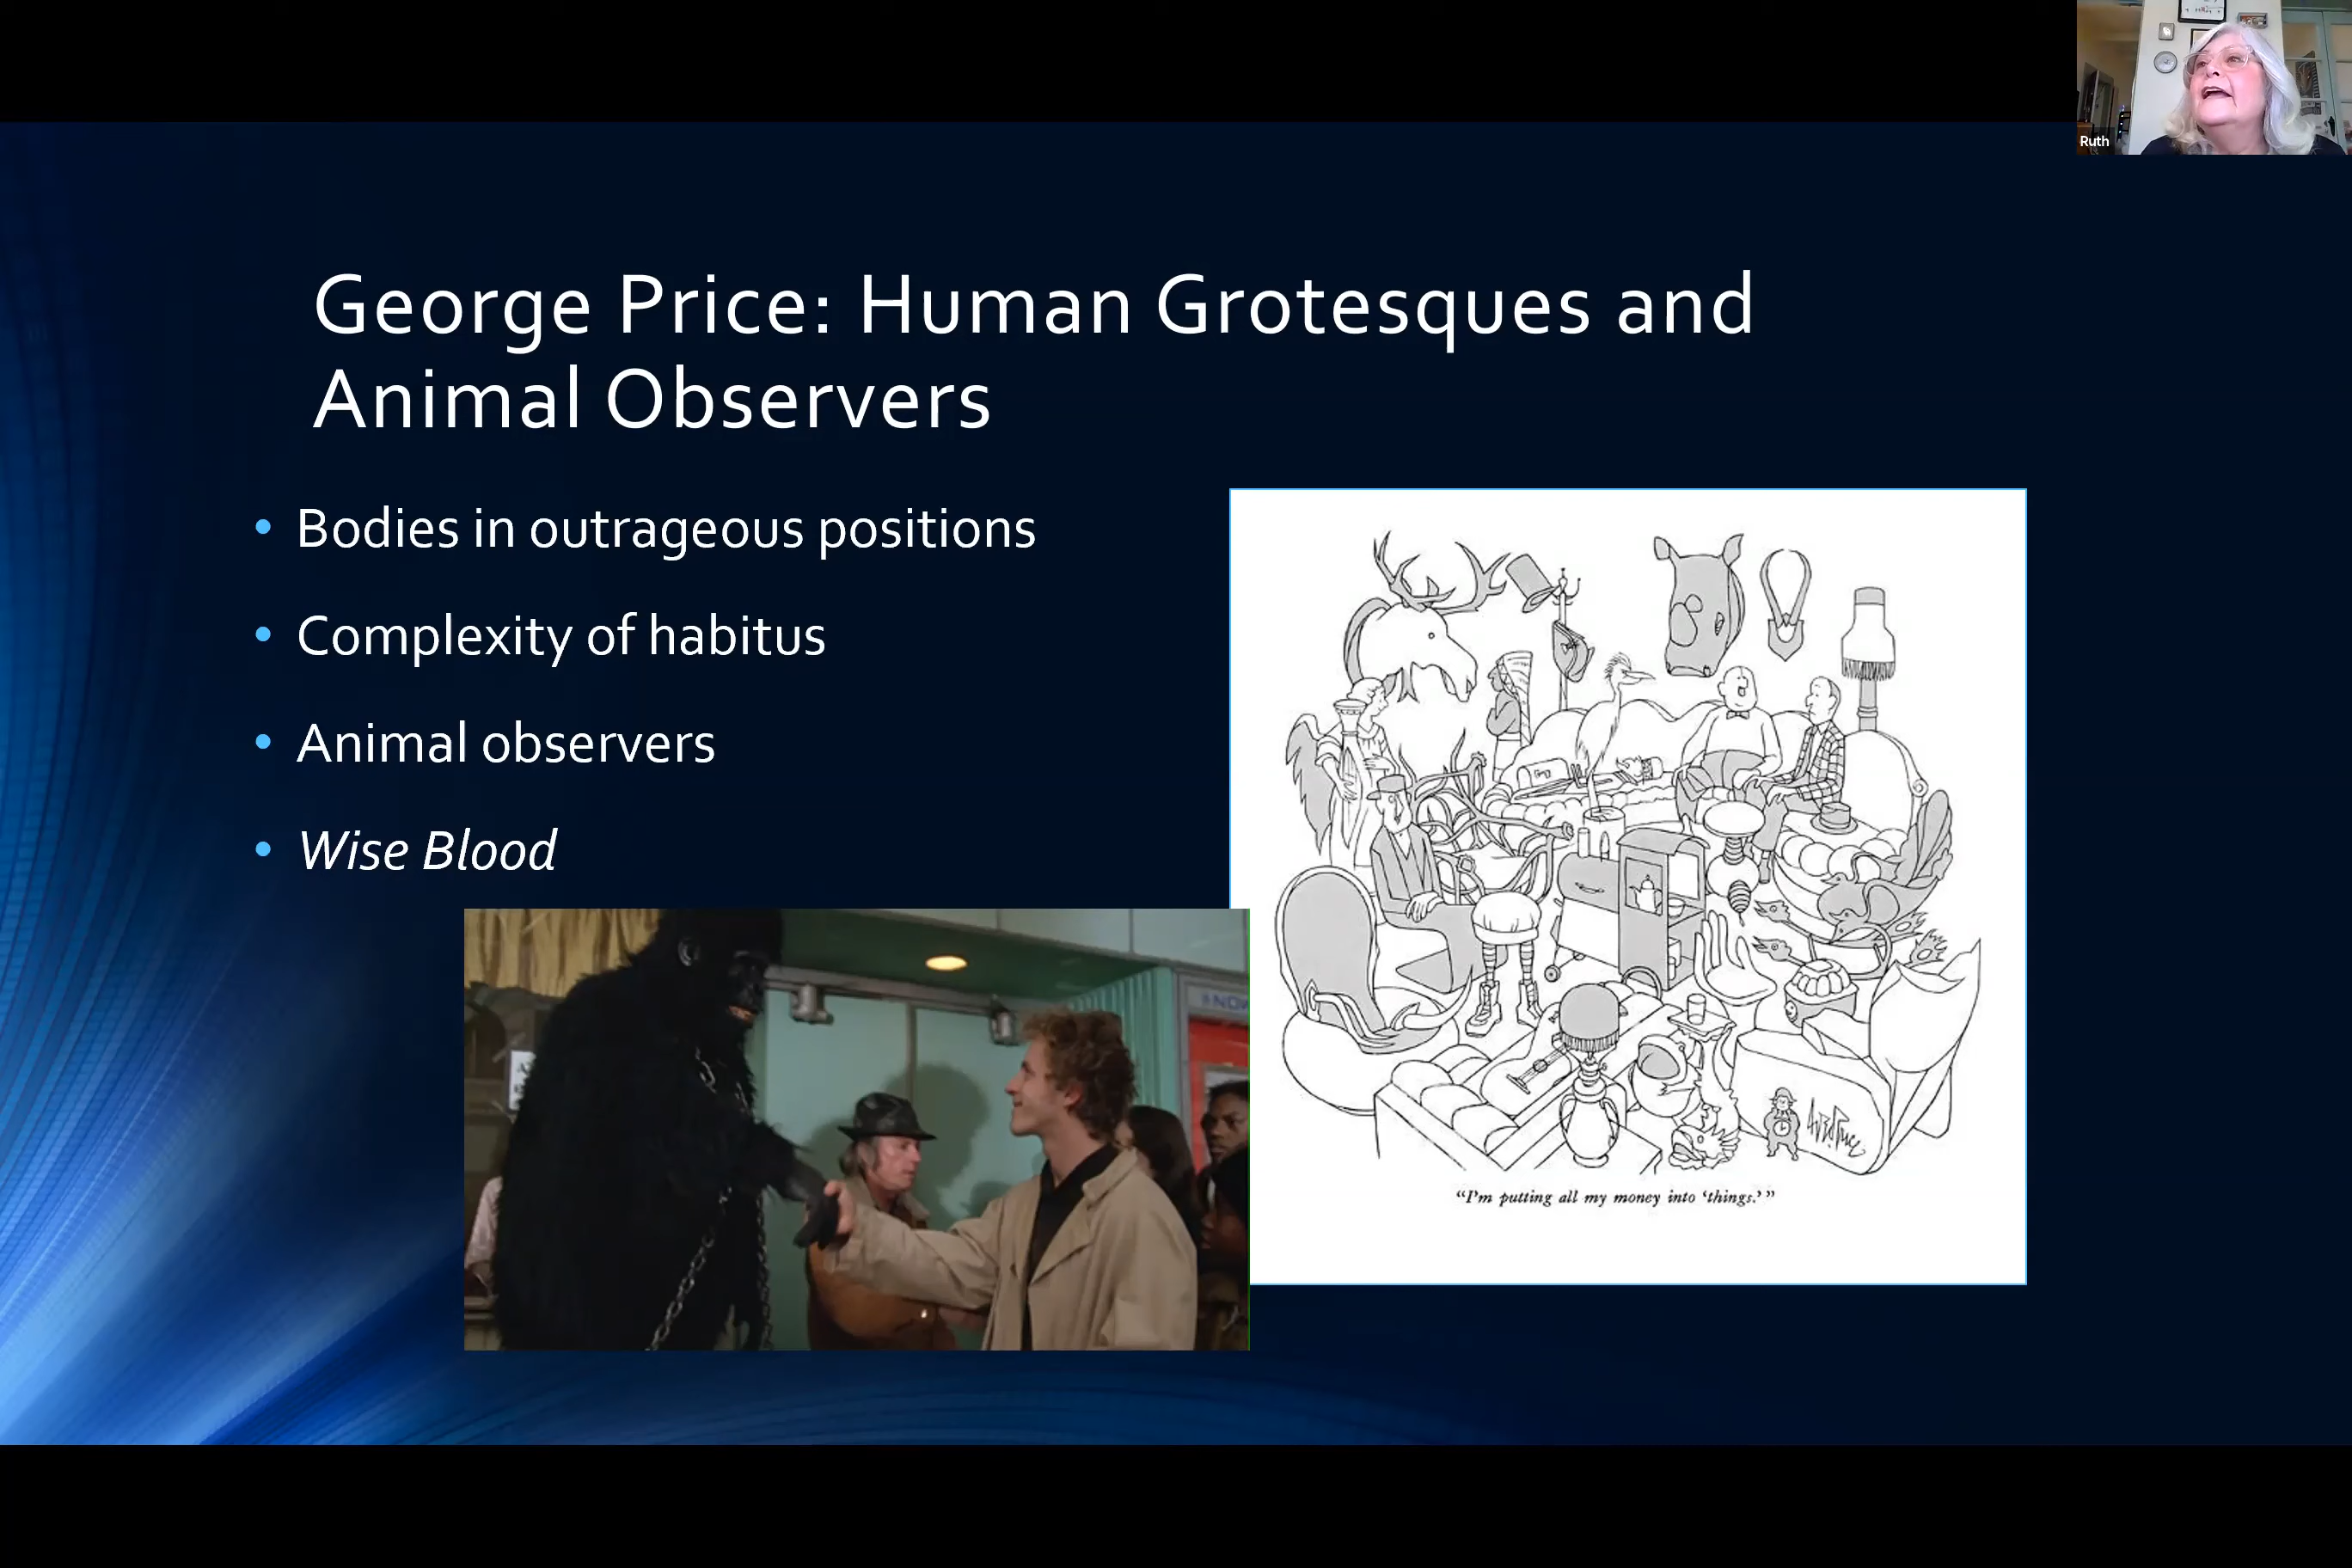 Ruth
George Price: Human Grotesques and
Animal Observers
• Bodies in outrageous positions
• Complexity of habitus
• Animal observers
• Wise Blood
“I'm putting all my money into ‘things.’”